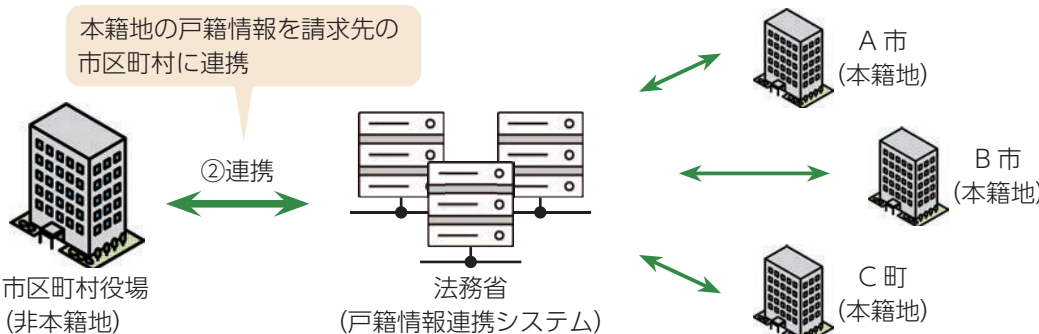 本籍地の戸籍情報を請求先の
市区町村に連携
②連携
市区町村役場
(非本籍地)
法務省
(戸籍情報連携システム)
A市
(本籍地)
B市
(本籍地)
C町
(本籍地)